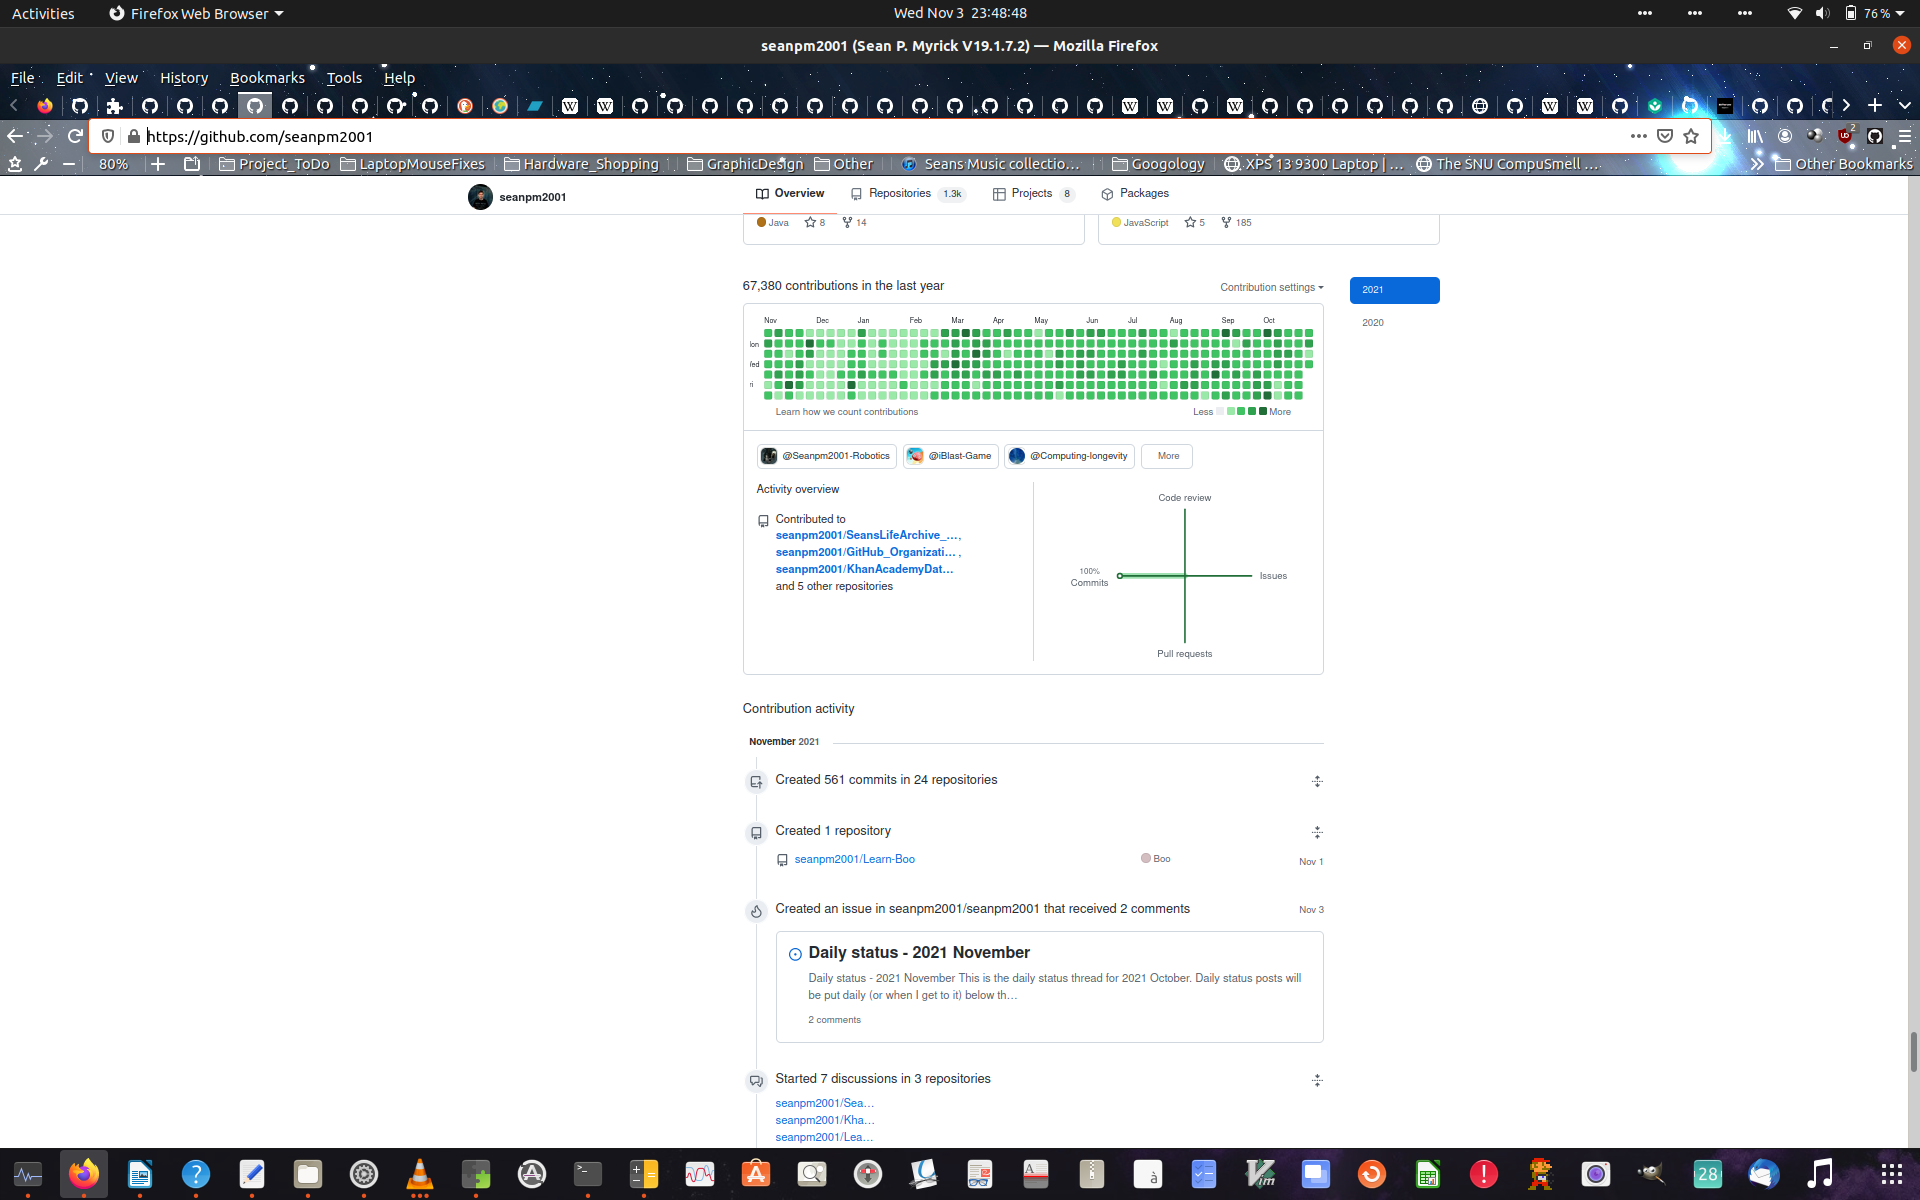 Activities
Firefox Web Browser
Wed Nov 3 23:48:48
76 %
seanpm2001 (Sean P. Myrick V19.1.7.2) — Mozilla Firefox
File Edit View History Bookmarks Tools Help
https://github.com/seanpm2001
2
80%
Project_ToDo
LaptopMouseFixes
Hardware_Shopping
GraphicDesign
Other
Seans Music collectio…
Googology
XPS 13 9300 Laptop | …
The SNU CompuSmell …
Other Bookmarks
seanpm2001
Overview
Repositories 1.3k
Projects 8
Packages
Java 8 14
JavaScript 5 185
67,380 contributions in the last year
Contribution settings
2021
2020
Nov Dec Jan Feb Mar Apr May Jun Jul Aug Sep Oct
Learn how we count contributions
Less More
@Seanpm2001-Robotics
@iBlast-Game
@Computing-longevity
More
Activity overview
Contributed to
seanpm2001/SeansLifeArchive_…,
seanpm2001/GitHub_Organizati… ,
seanpm2001/KhanAcademyDat…
and 5 other repositories
Code review
100%
Commits
Issues
Pull requests
Contribution activity
November 2021
Created 561 commits in 24 repositories
Created 1 repository
seanpm2001/Learn-Boo
Boo
Nov 1
Created an issue in seanpm2001/seanpm2001 that received 2 comments
Nov 3
Daily status - 2021 November
Daily status - 2021 November This is the daily status thread for 2021 October. Daily status posts will
be put daily (or when I get to it) below th…
2 comments
Started 7 discussions in 3 repositories
seanpm2001/Sea…
seanpm2001/Kha…
seanpm2001/Lea…
28